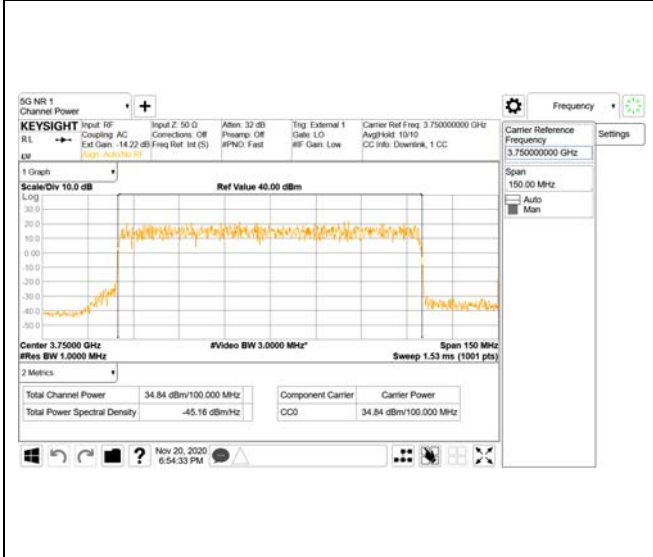 5G NR 1
Channel Power
Frequency
KEYSIGHT
RL
Input: RF
Coupling: AC
Ext Gain: -14.22 dB
Align: Auto/No RF
Input Z: 50 Ω
Corrections: Off
Freq Ref: Int (S)
Atten: 32 dB
Preamp: Off
#PNO: Fast
Trig: External 1
Gate: LO
#IF Gain: Low
Carrier Ref Freq: 3.750000000 GHz
Avg|Hold: 10/10
CC Info: Downlink, 1 CC
Carrier Reference
Frequency
3.750000000 GHz
Settings
Span
150.00 MHz
Auto
Man
1 Graph
Scale/Div 10.0 dB
Ref Value 40.00 dBm
Log
30.0
20.0
10.0
0.00
-10.0
-20.0
-30.0
-40.0
-50.0
Center 3.75000 GHz
#Video BW 3.0000 MHz*
Span 150 MHz
#Res BW 1.0000 MHz
Sweep 1.53 ms (1001 pts)
2 Metrics
Total Channel Power 34.84 dBm/100.000 MHz
Total Power Spectral Density -45.16 dBm/Hz
Component Carrier Carrier Power
CC0 34.84 dBm/100.000 MHz
?
Nov 20, 2020
6:54:33 PM